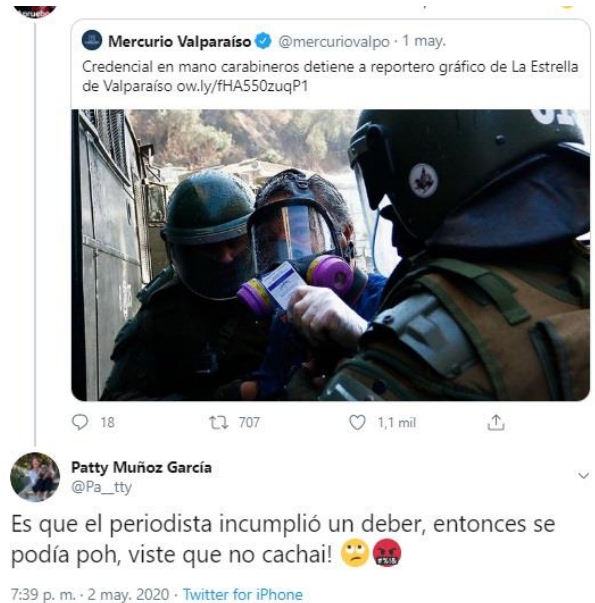 Mercurio Valparaíso @mercuriovalpo · 1 may.
Credencial en mano carabineros detiene a reportero gráfico de La Estrella
de Valparaíso ow.ly/fHA550zuqP1
18 707 1,1 mil
Patty Muñoz García
@Pa__tty
Es que el periodista incumplió un deber, entonces se
podía poh, viste que no cachai! 🙄🤬
7:39 p. m. · 2 may. 2020 · Twitter for iPhone